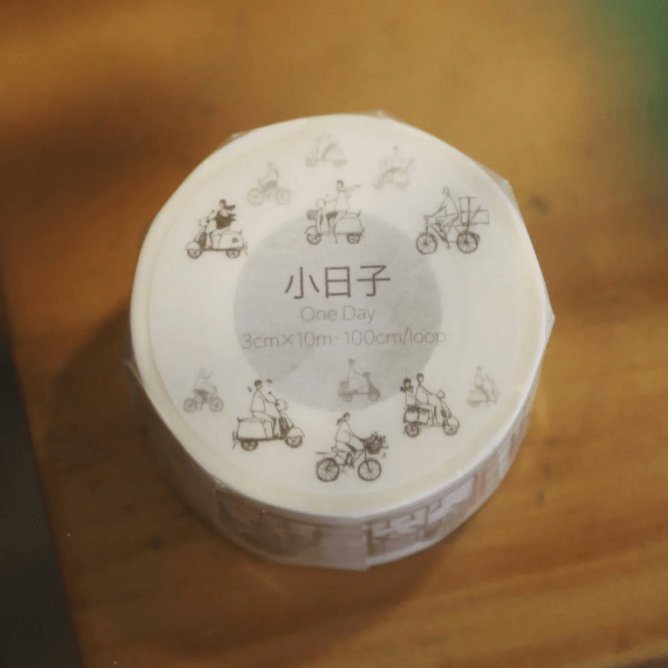 小日子
One Day
3cm×10m·100cm/loop